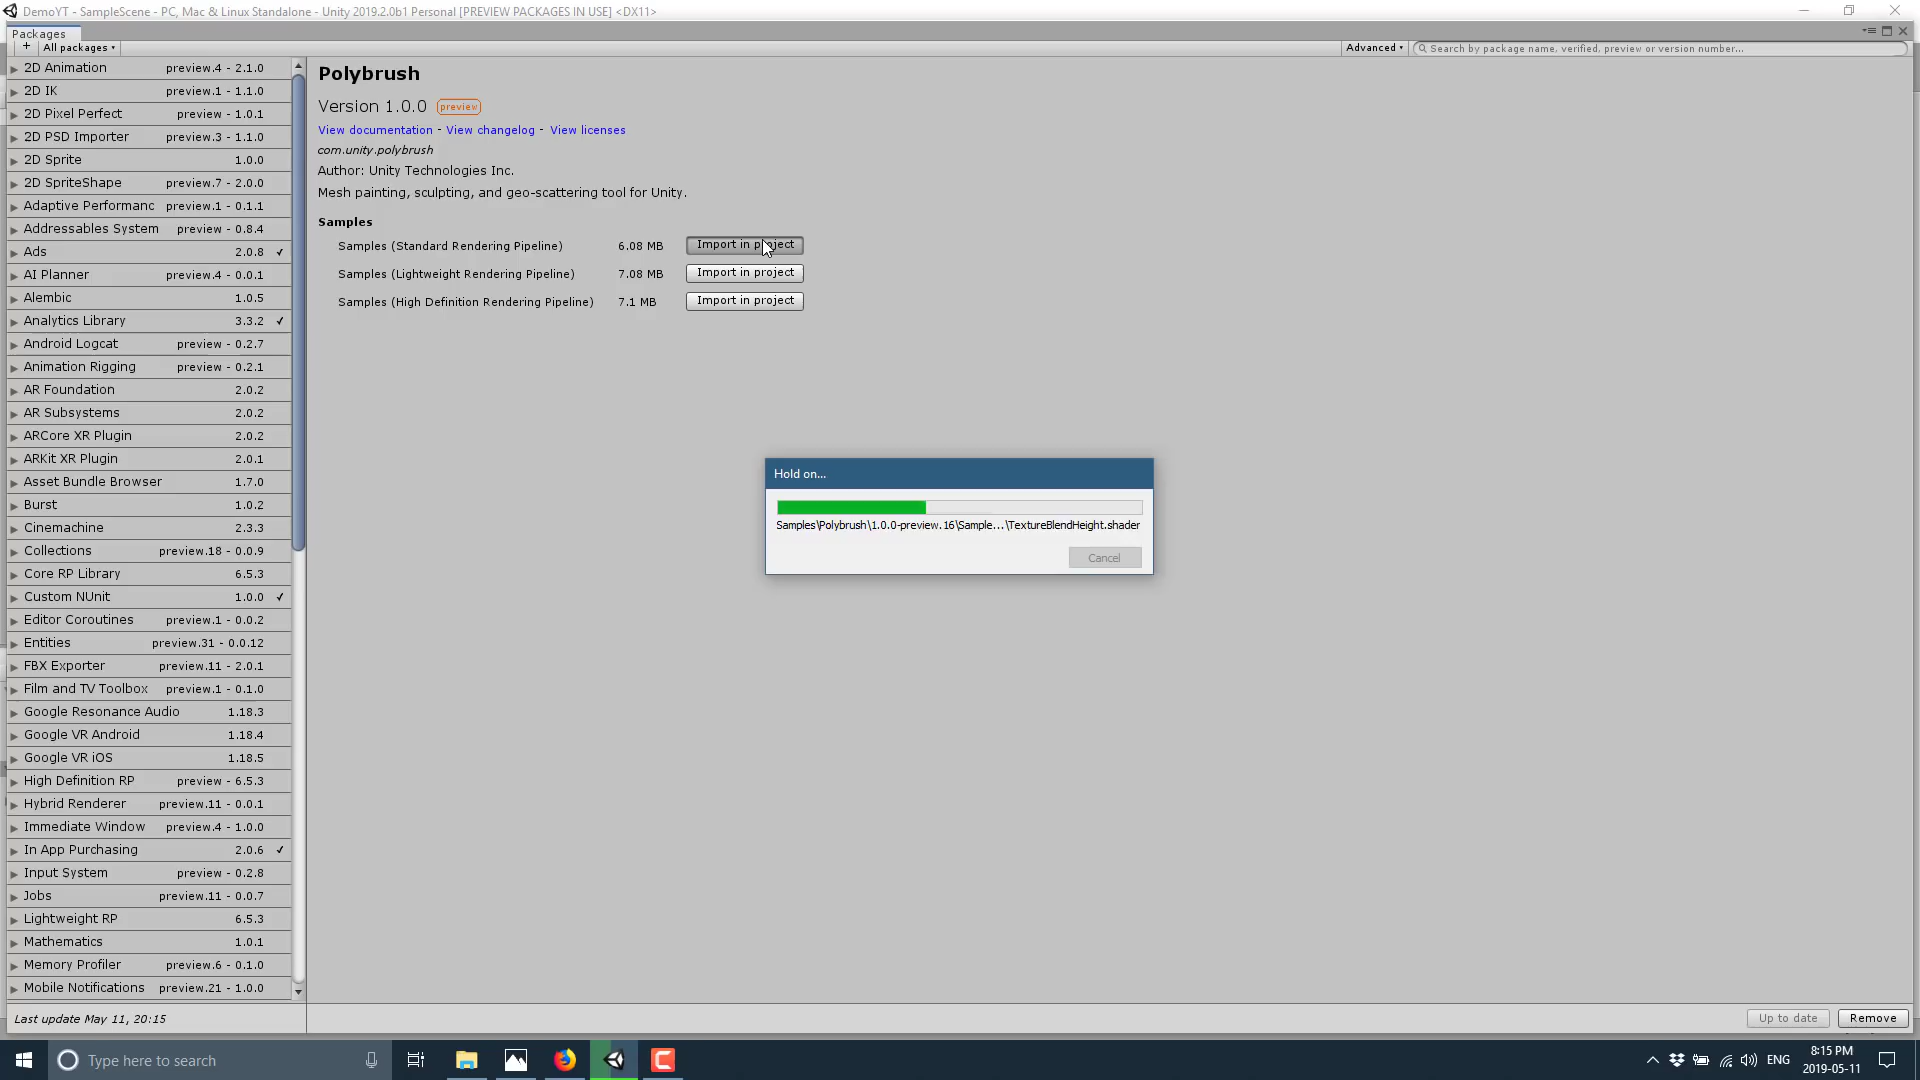 DemoYT - SampleScene - PC, Mac & Linux Standalone - Unity 2019.2.0b1 Personal [PREVIEW PACKAGES IN USE] <DX11>
Packages
+ All packages
Advanced
Search by package name, verified, preview or version number...
2D Animation preview.4 - 2.1.0
2D IK preview.1 - 1.1.0
2D Pixel Perfect preview - 1.0.1
2D PSD Importer preview.3 - 1.1.0
2D Sprite 1.0.0
2D SpriteShape preview.7 - 2.0.0
Adaptive Performanc preview.1 - 0.1.1
Addressables System preview - 0.8.4
Ads 2.0.8 ✓
AI Planner preview.4 - 0.0.1
Alembic 1.0.5
Analytics Library 3.3.2 ✓
Android Logcat preview - 0.2.7
Animation Rigging preview - 0.2.1
AR Foundation 2.0.2
AR Subsystems 2.0.2
ARCore XR Plugin 2.0.2
ARKit XR Plugin 2.0.1
Asset Bundle Browser 1.7.0
Burst 1.0.2
Cinemachine 2.3.3
Collections preview.18 - 0.0.9
Core RP Library 6.5.3
Custom NUnit 1.0.0 ✓
Editor Coroutines preview.1 - 0.0.2
Entities preview.31 - 0.0.12
FBX Exporter preview.11 - 2.0.1
Film and TV Toolbox preview.1 - 0.1.0
Google Resonance Audio 1.18.3
Google VR Android 1.18.4
Google VR iOS 1.18.5
High Definition RP preview - 6.5.3
Hybrid Renderer preview.11 - 0.0.1
Immediate Window preview.4 - 1.0.0
In App Purchasing 2.0.6 ✓
Input System preview - 0.2.8
Jobs preview.11 - 0.0.7
Lightweight RP 6.5.3
Mathematics 1.0.1
Memory Profiler preview.6 - 0.1.0
Mobile Notifications preview.21 - 1.0.0
Last update May 11, 20:15
Polybrush
Version 1.0.0 preview
View documentation - View changelog - View licenses
com.unity.polybrush
Author: Unity Technologies Inc.
Mesh painting, sculpting, and geo-scattering tool for Unity.
Samples
Samples (Standard Rendering Pipeline) 6.08 MB Import in project
Samples (Lightweight Rendering Pipeline) 7.08 MB Import in project
Samples (High Definition Rendering Pipeline) 7.1 MB Import in project
Hold on...
Samples\Polybrush\1.0.0-preview.16\Sample...\TextureBlendHeight.shader
Cancel
Up to date
Remove
Type here to search
ENG
8:15 PM
2019-05-11